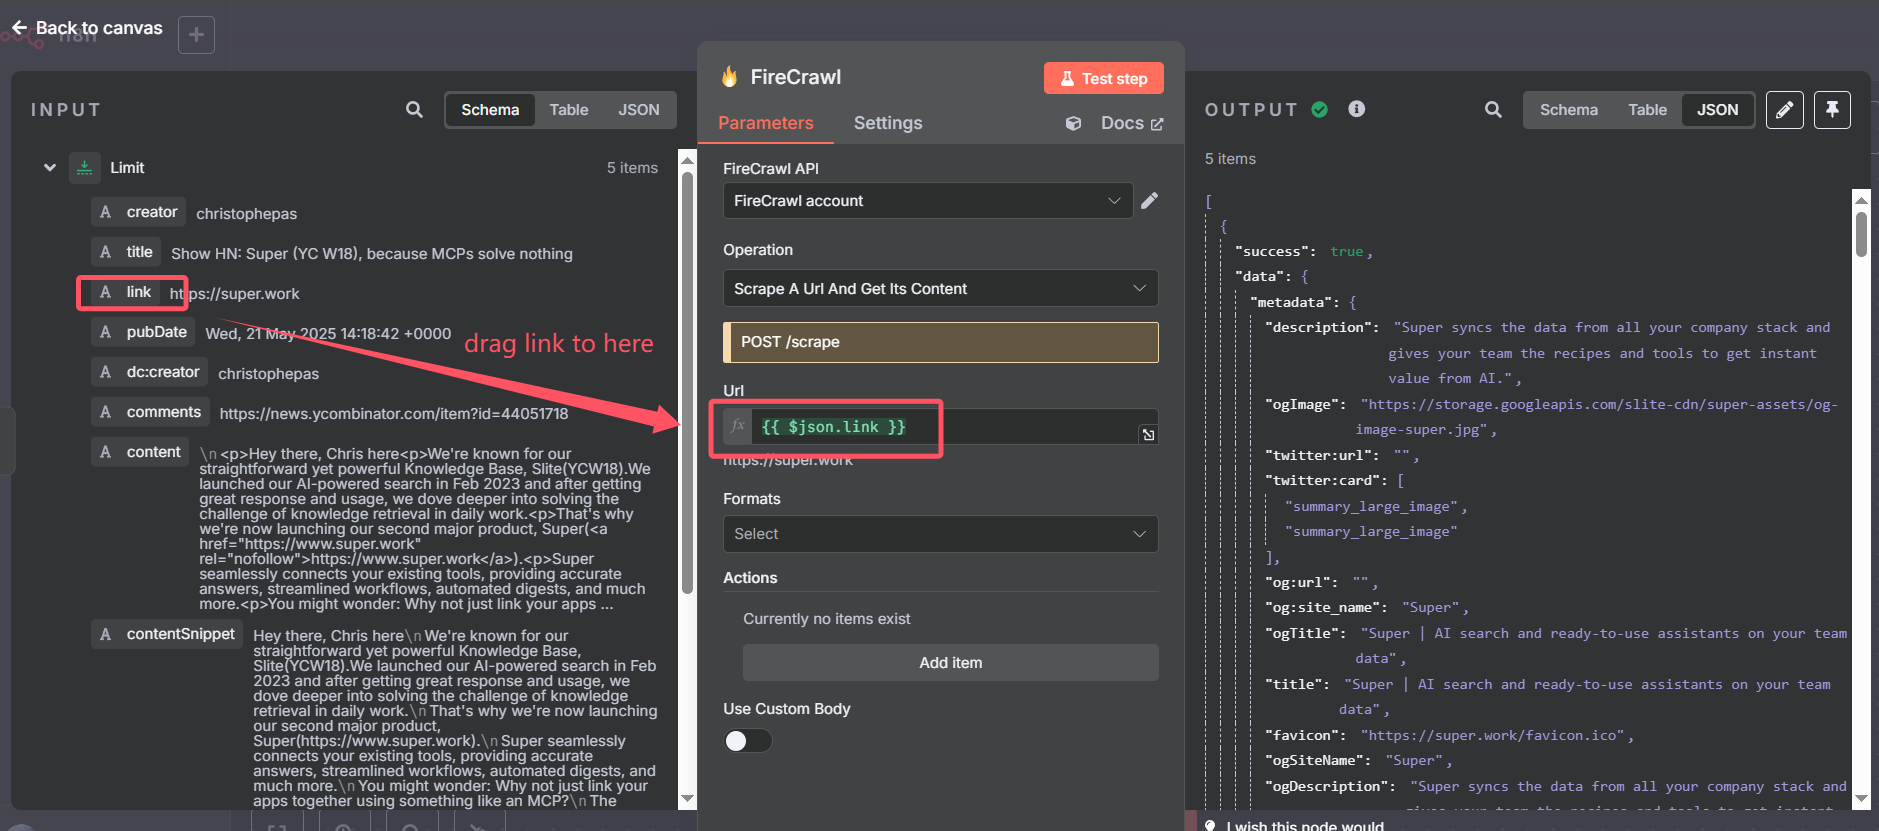 Back to canvas
n8n
INPUT
Schema
Table
JSON
Limit
5 items
A creator christophepas
A title Show HN: Super (YC W18), because MCPs solve nothing
A link https://super.work
A pubDate Wed, 21 May 2025 14:18:42 +0000
A dc:creator christophepas
A comments https://news.ycombinator.com/item?id=44051718
A content \n<p>Hey there, Chris here<p>We're known for our
straightforward yet powerful Knowledge Base, Slite(YCW18).We
launched our AI-powered search in Feb 2023 and after getting
great response and usage, we dove deeper into solving the
challenge of knowledge retrieval in daily work.<p>That's why
we're now launching our second major product, Super(<a
href="https://www.super.work"
rel="nofollow">https://www.super.work</a>).<p>Super
seamlessly connects your existing tools, providing accurate
answers, streamlined workflows, automated digests, and much
more.<p>You might wonder: Why not just link your apps ...
A contentSnippet Hey there, Chris here\nWe're known for our
straightforward yet powerful Knowledge Base,
Slite(YCW18).We launched our AI-powered search in Feb
2023 and after getting great response and usage, we
dove deeper into solving the challenge of knowledge
retrieval in daily work.\nThat's why we're now launching
our second major product,
Super(https://www.super.work).\nSuper seamlessly
connects your existing tools, providing accurate
answers, streamlined workflows, automated digests, and
much more.\nYou might wonder: Why not just link your
apps together using something like an MCP?\nThe
drag link to here
FireCrawl
Test step
Parameters
Settings
Docs
FireCrawl API
FireCrawl account
Operation
Scrape A Url And Get Its Content
POST /scrape
Url
fx {{ $json.link }}
https://super.work
Formats
Select
Actions
Currently no items exist
Add item
Use Custom Body
OUTPUT
Schema
Table
JSON
5 items
[
{
"success": true,
"data": {
"metadata": {
"description": "Super syncs the data from all your company stack and
gives your team the recipes and tools to get instant
value from AI.",
"ogImage": "https://storage.googleapis.com/slite-cdn/super-assets/og-
image-super.jpg",
"twitter:url": "",
"twitter:card": [
"summary_large_image",
"summary_large_image"
],
"og:url": "",
"og:site_name": "Super",
"ogTitle": "Super | AI search and ready-to-use assistants on your team
data",
"title": "Super | AI search and ready-to-use assistants on your team
data",
"favicon": "https://super.work/favicon.ico",
"ogSiteName": "Super",
"ogDescription": "Super syncs the data from all your company stack and
gives your team the recipes and tools to get instant
I wish this node would